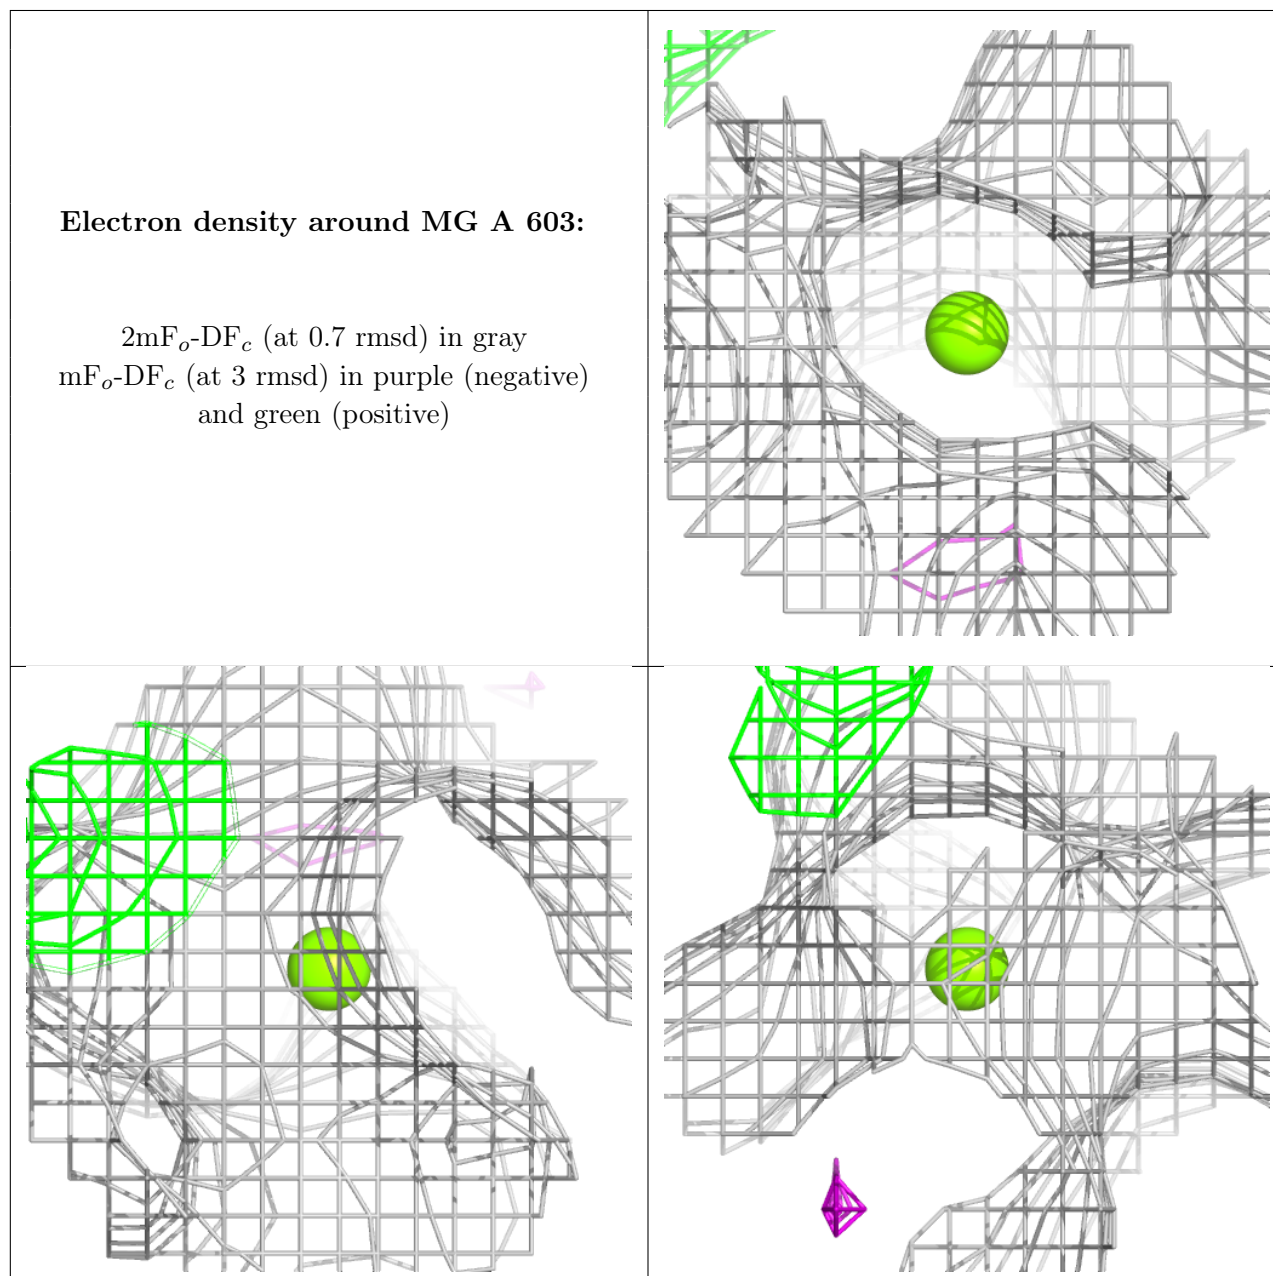 Electron density around MG A 603:
2mFo-DFc (at 0.7 rmsd) in gray
mFo-DFc (at 3 rmsd) in purple (negative)
and green (positive)